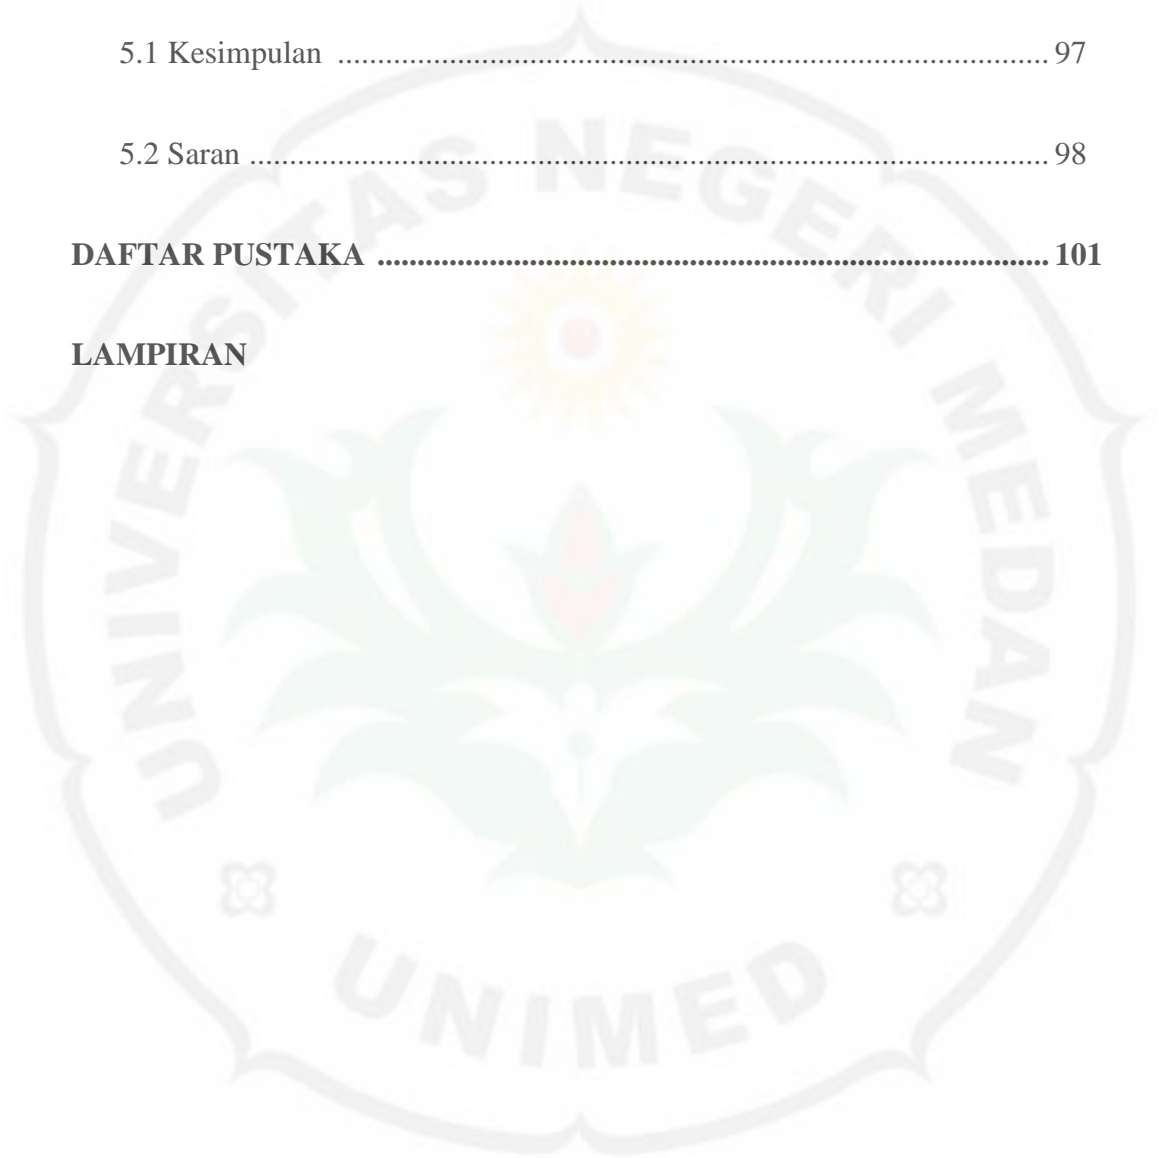 5.1 Kesimpulan ........................................................................ 97
5.2 Saran ................................................................................. 98
DAFTAR PUSTAKA .................................................................... 101
LAMPIRAN
UNIVERSITAS NEGERI MEDAN
UNIMED